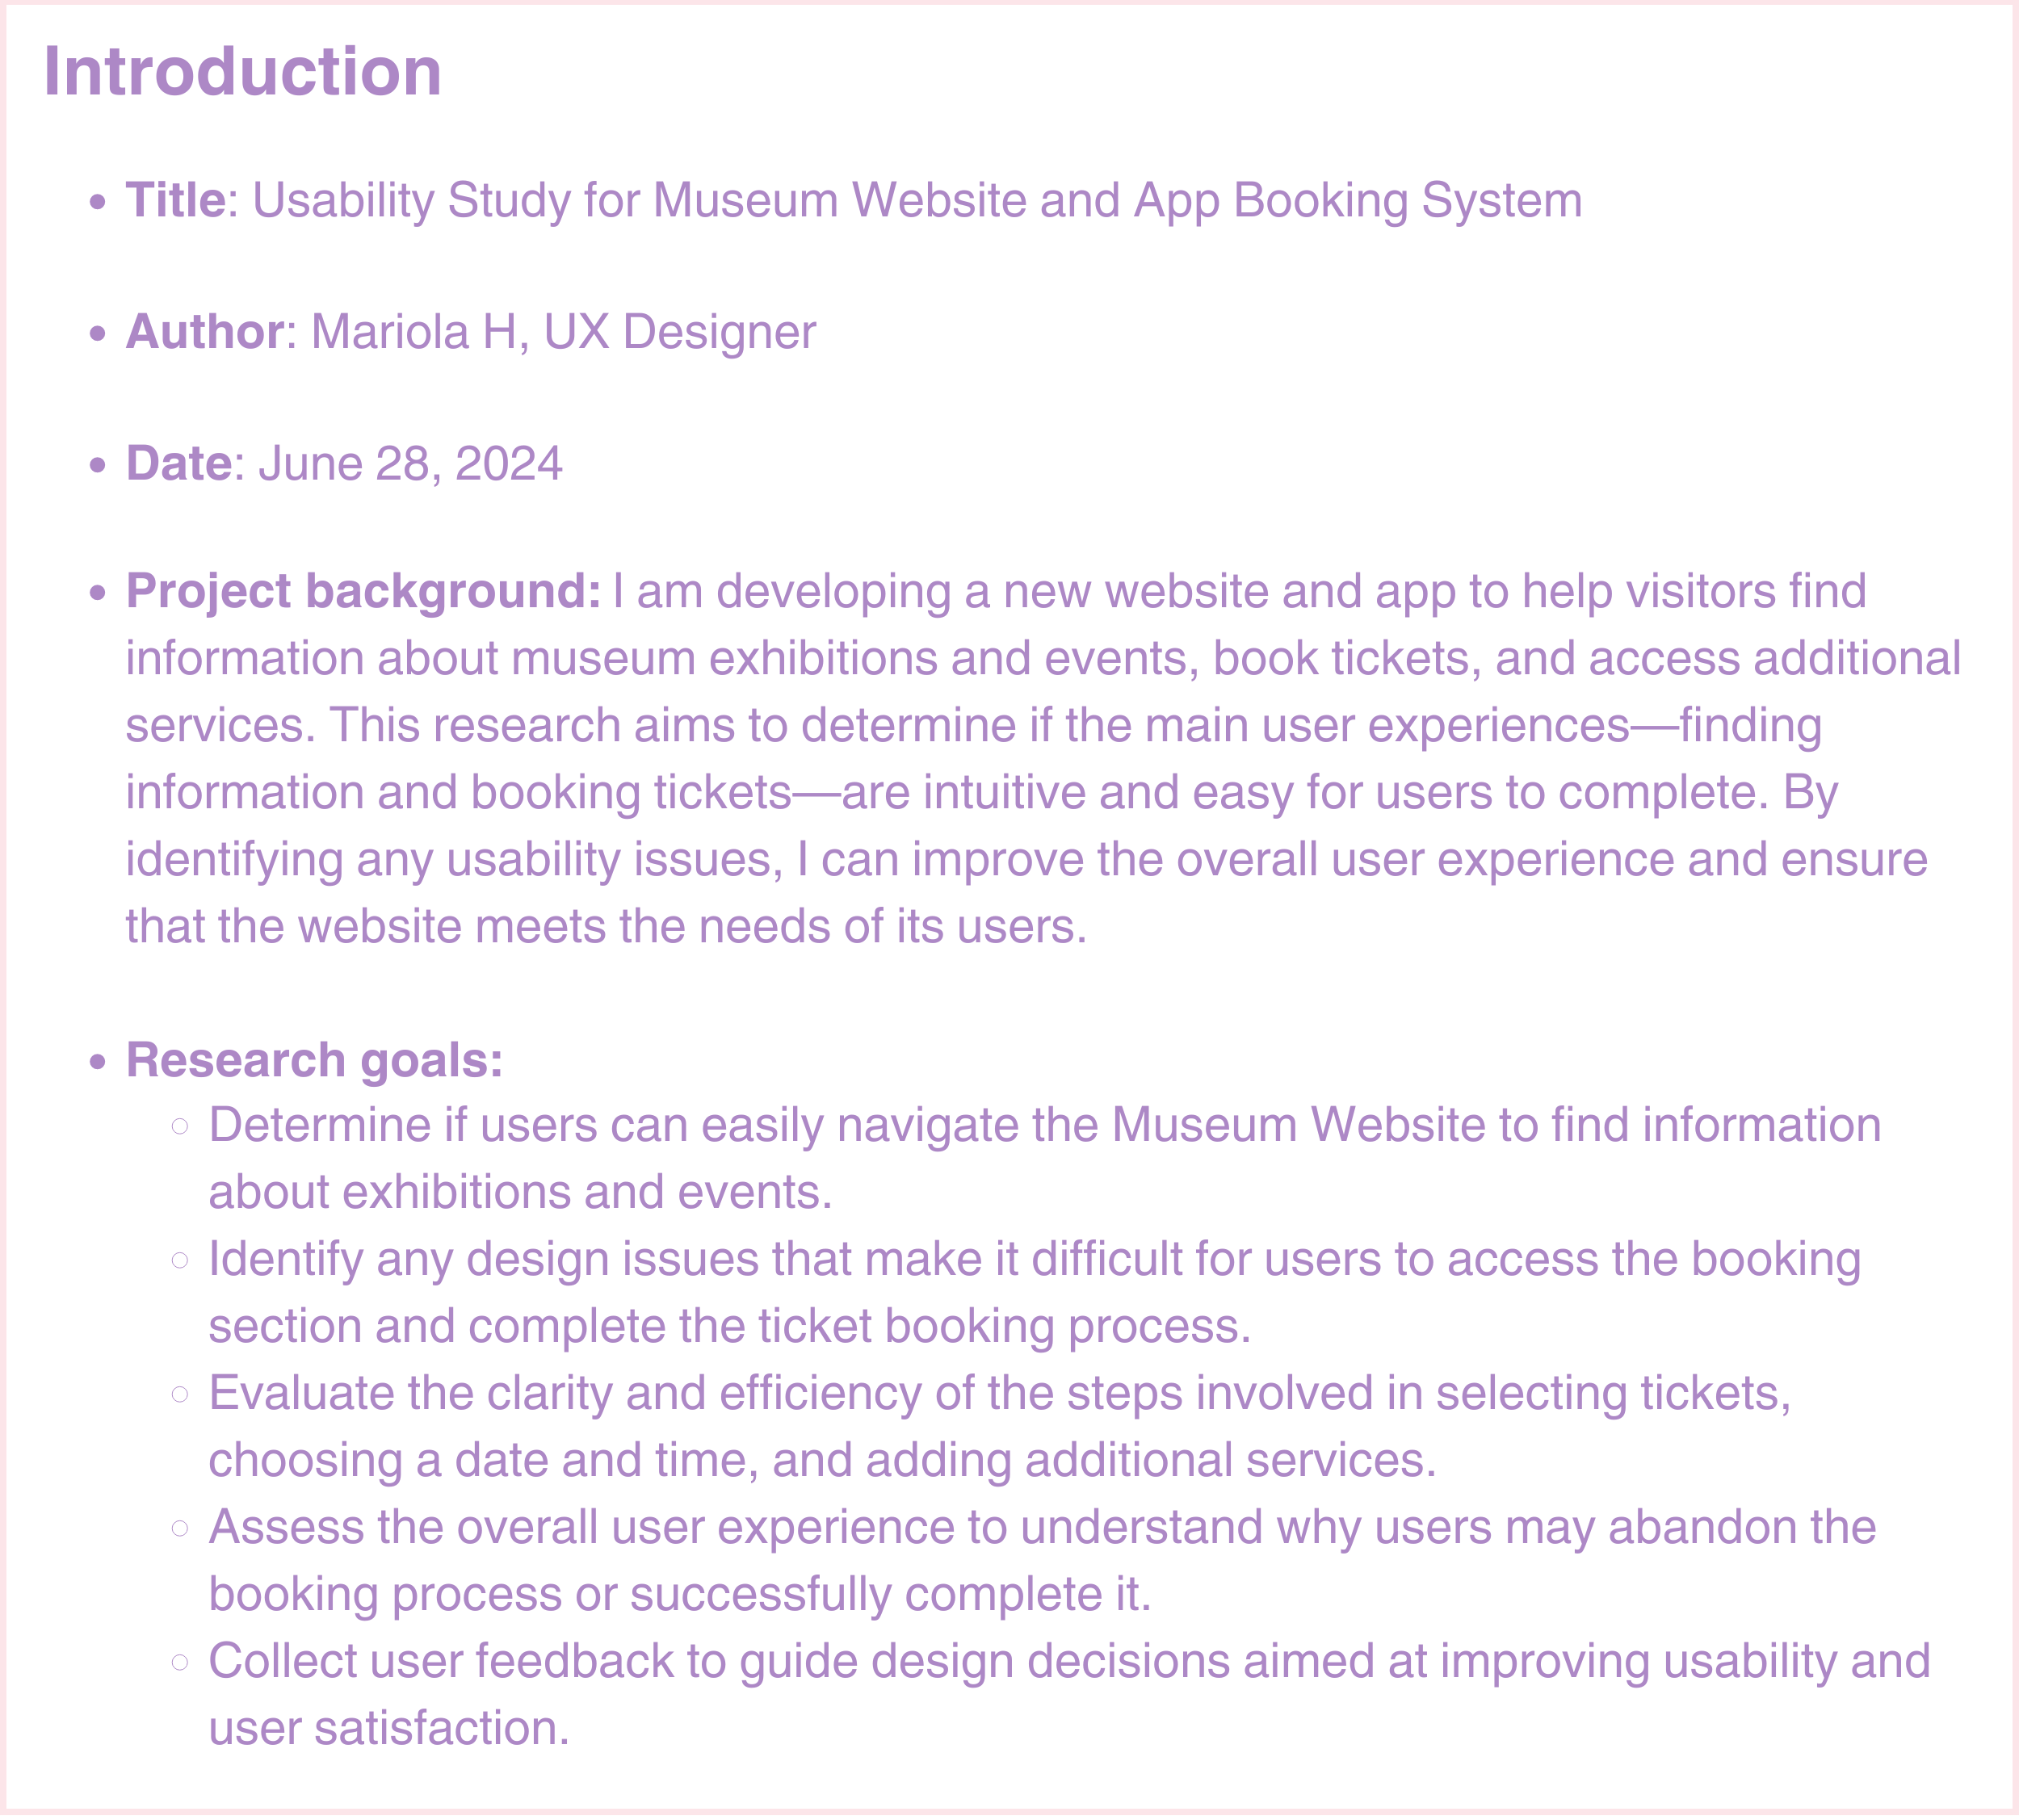 Introduction
• Title: Usability Study for Museum Website and App Booking System
• Author: Mariola H, UX Designer
• Date: June 28, 2024
• Project background: I am developing a new website and app to help visitors find
information about museum exhibitions and events, book tickets, and access additional
services. This research aims to determine if the main user experiences—finding
information and booking tickets—are intuitive and easy for users to complete. By
identifying any usability issues, I can improve the overall user experience and ensure
that the website meets the needs of its users.
• Research goals:
○ Determine if users can easily navigate the Museum Website to find information
about exhibitions and events.
○ Identify any design issues that make it difficult for users to access the booking
section and complete the ticket booking process.
○ Evaluate the clarity and efficiency of the steps involved in selecting tickets,
choosing a date and time, and adding additional services.
○ Assess the overall user experience to understand why users may abandon the
booking process or successfully complete it.
○ Collect user feedback to guide design decisions aimed at improving usability and
user satisfaction.